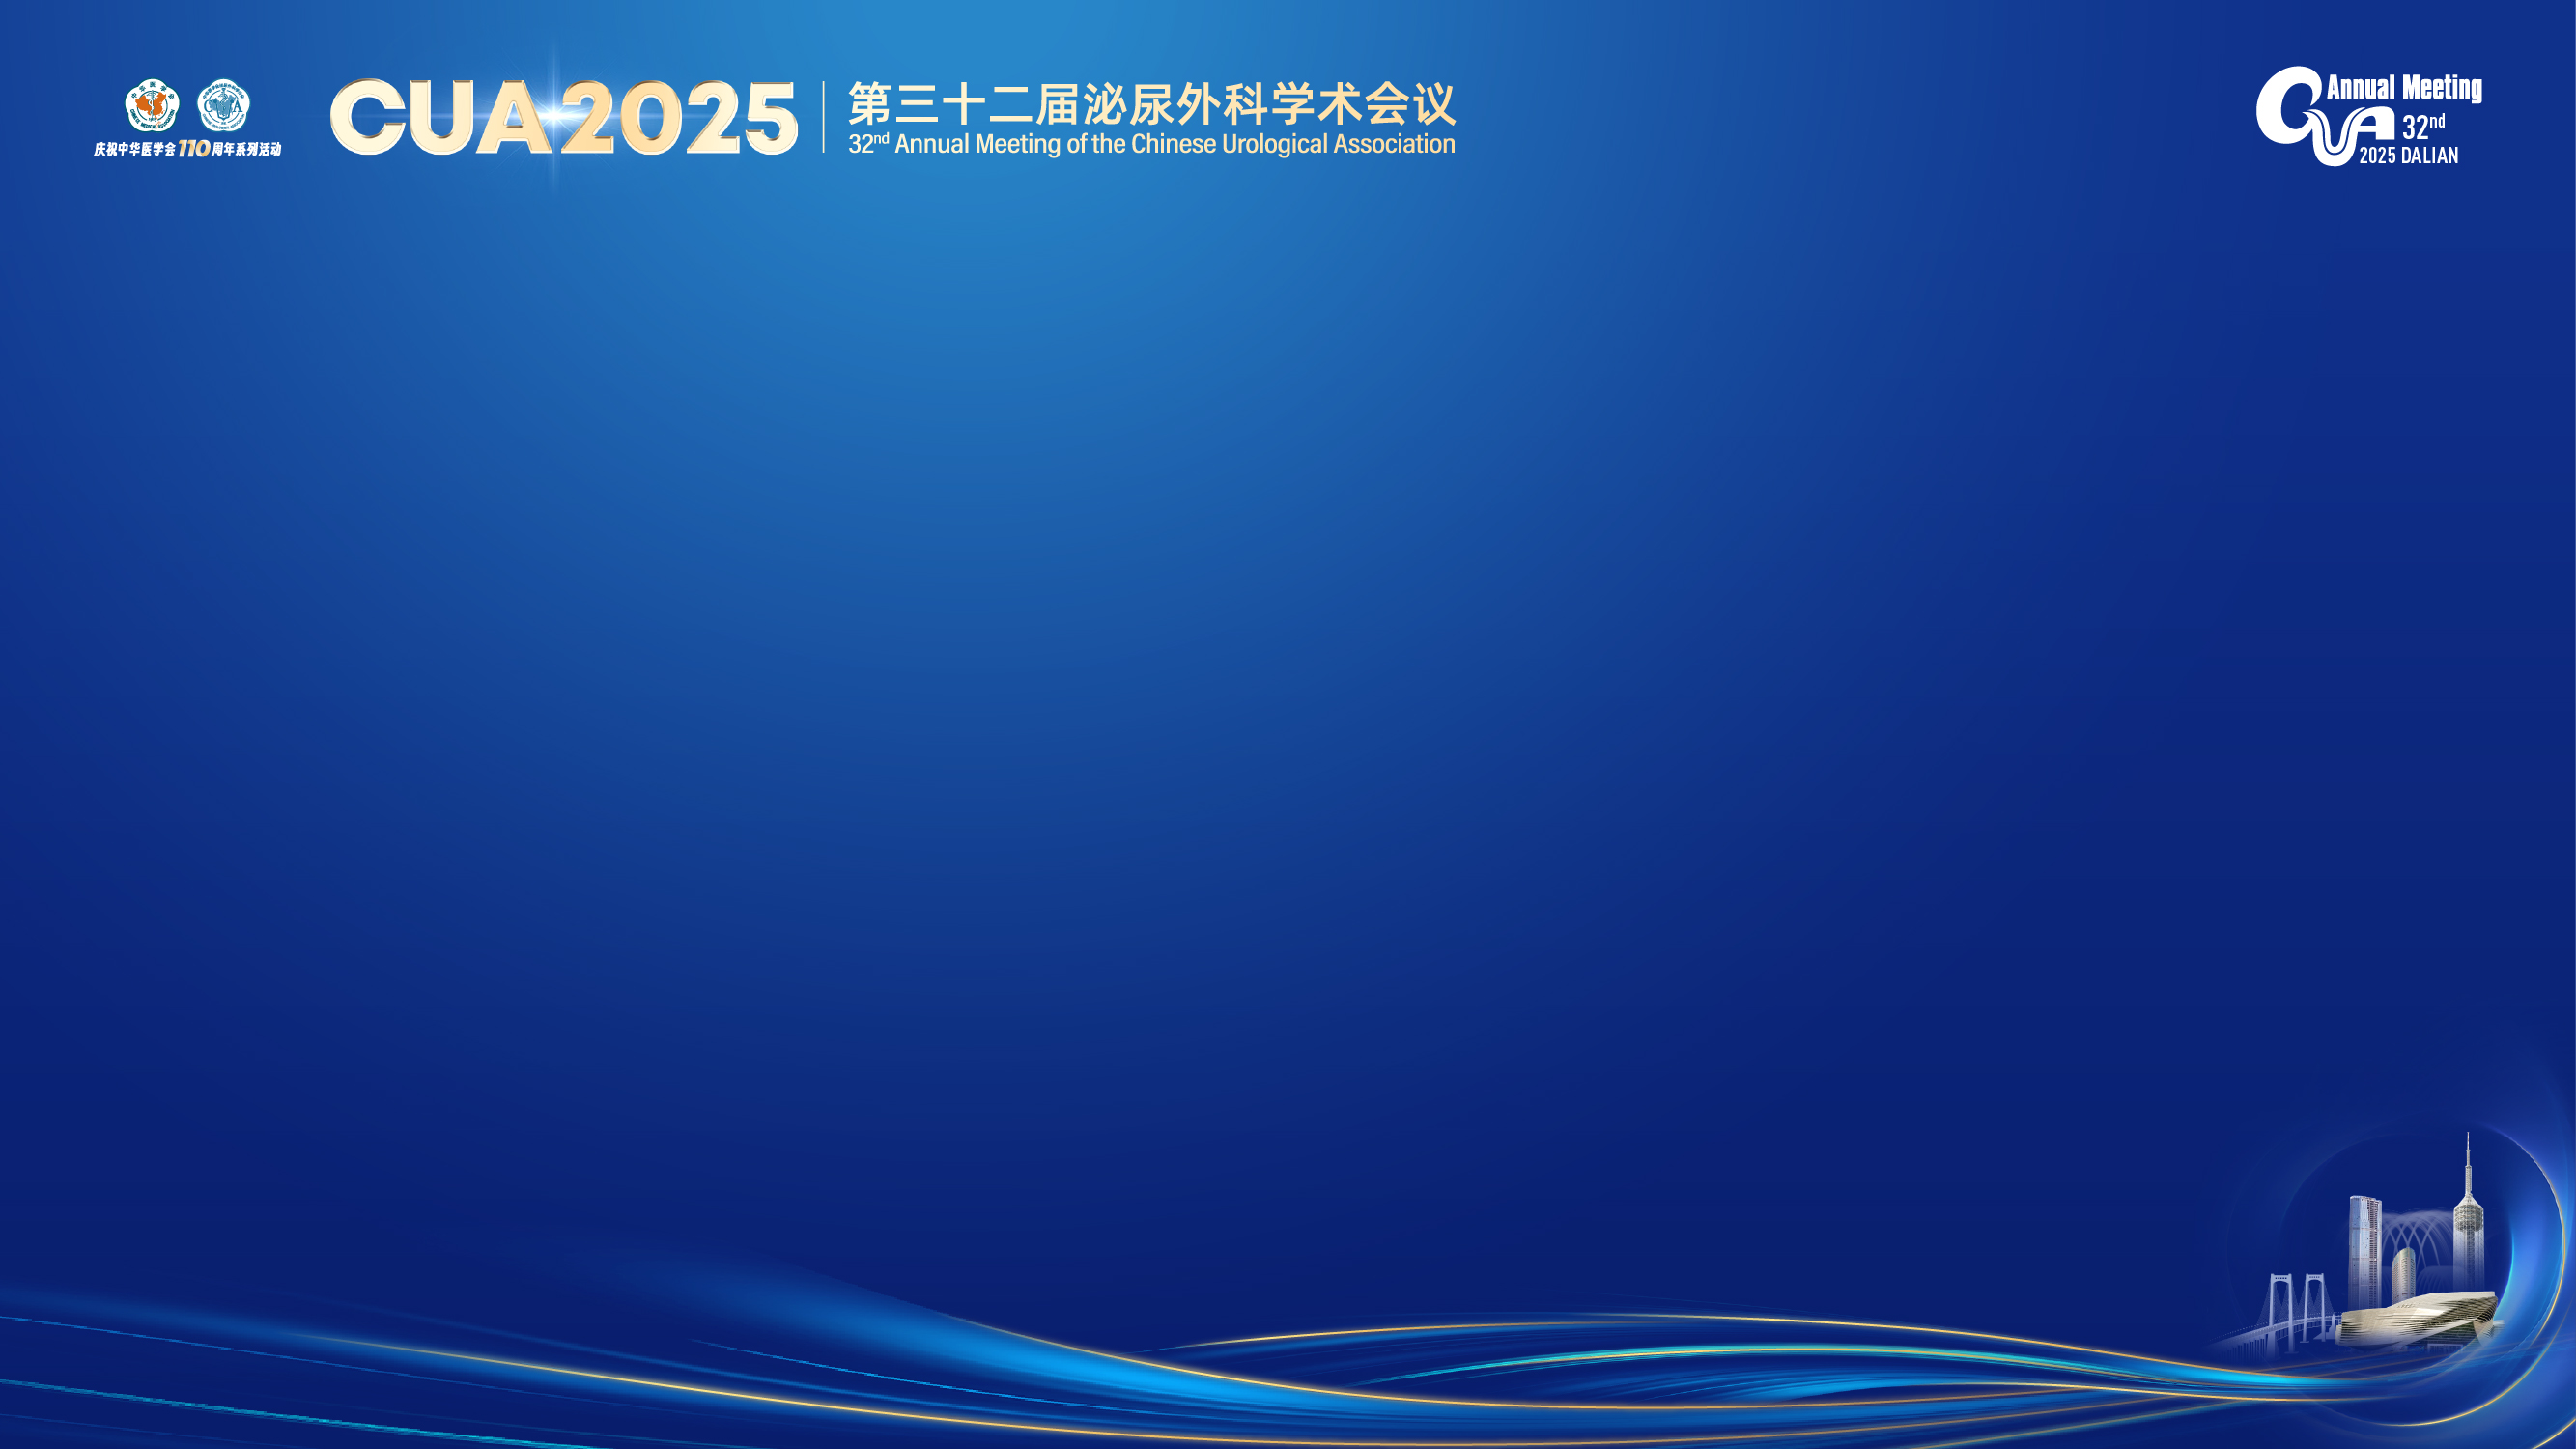 庆祝中华医学会110周年系列活动
CUA2025
第三十二届泌尿外科学术会议
32nd Annual Meeting of the Chinese Urological Association
CUA
Annual Meeting
32nd
2025 DALIAN